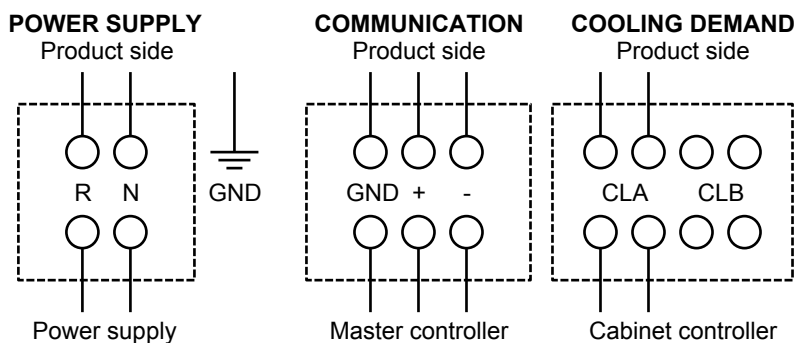 POWER SUPPLY
Product side
R N
GND
Power supply
COMMUNICATION
Product side
GND + -
Master controller
COOLING DEMAND
Product side
CLA CLB
Cabinet controller